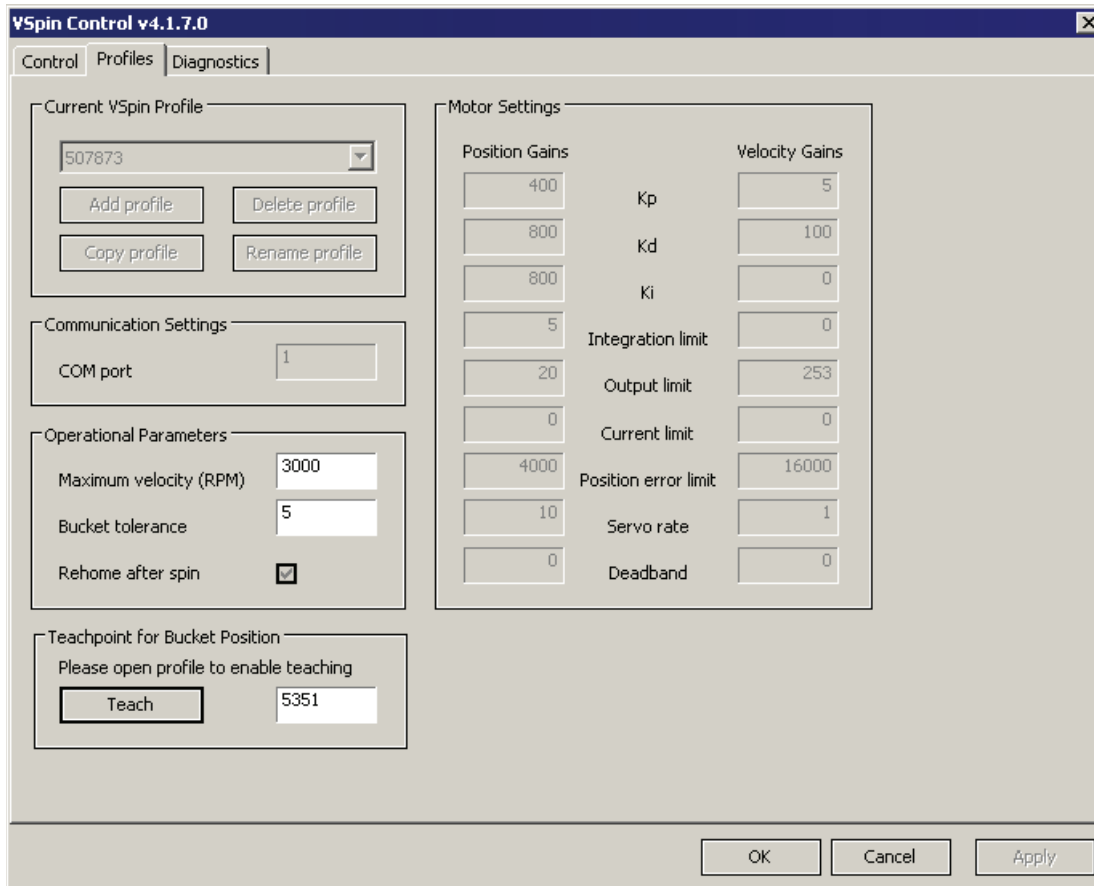 VSpin Control v4.1.7.0
Control Profiles Diagnostics
Current VSpin Profile
507873
Add profile Delete profile
Copy profile Rename profile
Communication Settings
COM port 1
Operational Parameters
Maximum velocity (RPM) 3000
Bucket tolerance 5
Rehome after spin
Teachpoint for Bucket Position
Please open profile to enable teaching
Teach 5351
Motor Settings
Position Gains Velocity Gains
400 Kp 5
800 Kd 100
800 Ki 0
5 Integration limit 0
20 Output limit 253
0 Current limit 0
4000 Position error limit 16000
10 Servo rate 1
0 Deadband 0
OK Cancel Apply